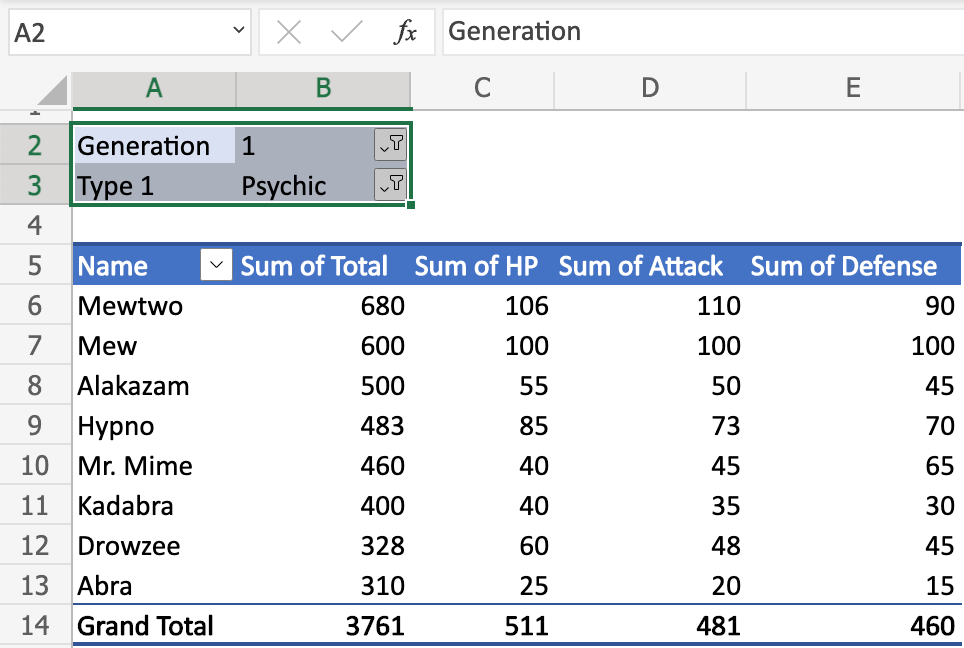 A2 fx Generation
A B C D E
1
2 Generation 1
3 Type 1 Psychic
4
5 Name Sum of Total Sum of HP Sum of Attack Sum of Defense
6 Mewtwo 680 106 110 90
7 Mew 600 100 100 100
8 Alakazam 500 55 50 45
9 Hypno 483 85 73 70
10 Mr. Mime 460 40 45 65
11 Kadabra 400 40 35 30
12 Drowzee 328 60 48 45
13 Abra 310 25 20 15
14 Grand Total 3761 511 481 460